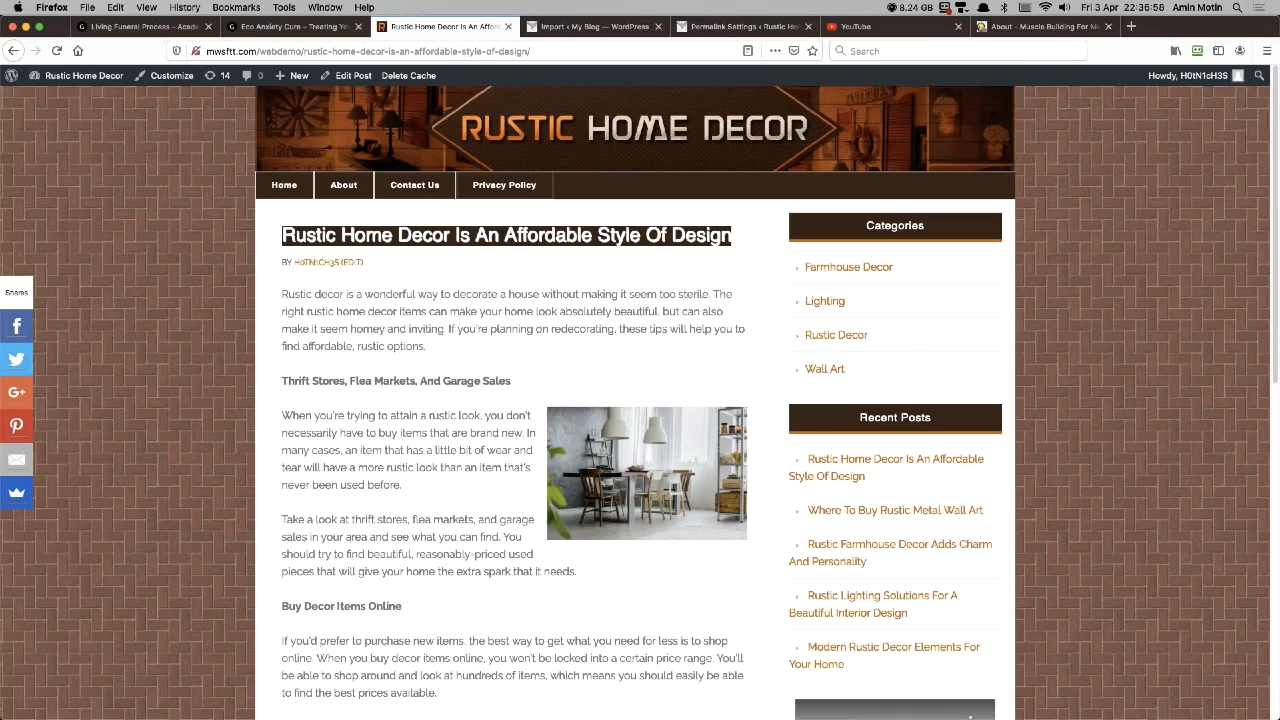 Firefox File Edit View History Bookmarks Tools Window Help
Amin Motin
Living Funeral Process – Acade
Eco Anxiety Cure – Treating Yo
Rustic Home Decor Is An Afford
Import ‹ My Blog — WordPress
Permalink Settings ‹ Rustic Ho
YouTube
About - Muscle Building For Me
mwsftt.com/webdemo/rustic-home-decor-is-an-affordable-style-of-design/
Search
Rustic Home Decor Customize 14 0 New Edit Post Delete Cache
Howdy, H0tN1cH3S
RUSTIC HOME DECOR
Home About Contact Us Privacy Policy
Rustic Home Decor Is An Affordable Style Of Design
BY H0TN1CH3S (EDIT)
Rustic decor is a wonderful way to decorate a house without making it seem too sterile. The
right rustic home decor items can make your home look absolutely beautiful, but can also
make it seem homey and inviting. If you're planning on redecorating, these tips will help you to
find affordable, rustic options.
Thrift Stores, Flea Markets, And Garage Sales
When you're trying to attain a rustic look, you don't
necessarily have to buy items that are brand new. In
many cases, an item that has a little bit of wear and
tear will have a more rustic look than an item that's
never been used before.
Take a look at thrift stores, flea markets, and garage
sales in your area and see what you can find. You
should try to find beautiful, reasonably-priced used
pieces that will give your home the extra spark that it needs.
Buy Decor Items Online
If you'd prefer to purchase new items, the best way to get what you need for less is to shop
online. When you buy decor items online, you won't be locked into a certain price range. You'll
be able to shop around and look at hundreds of items, which means you should easily be able
to find the best prices available.
Shares
Categories
Farmhouse Decor
Lighting
Rustic Decor
Wall Art
Recent Posts
Rustic Home Decor Is An Affordable
Style Of Design
Where To Buy Rustic Metal Wall Art
Rustic Farmhouse Decor Adds Charm
And Personality
Rustic Lighting Solutions For A
Beautiful Interior Design
Modern Rustic Decor Elements For
Your Home